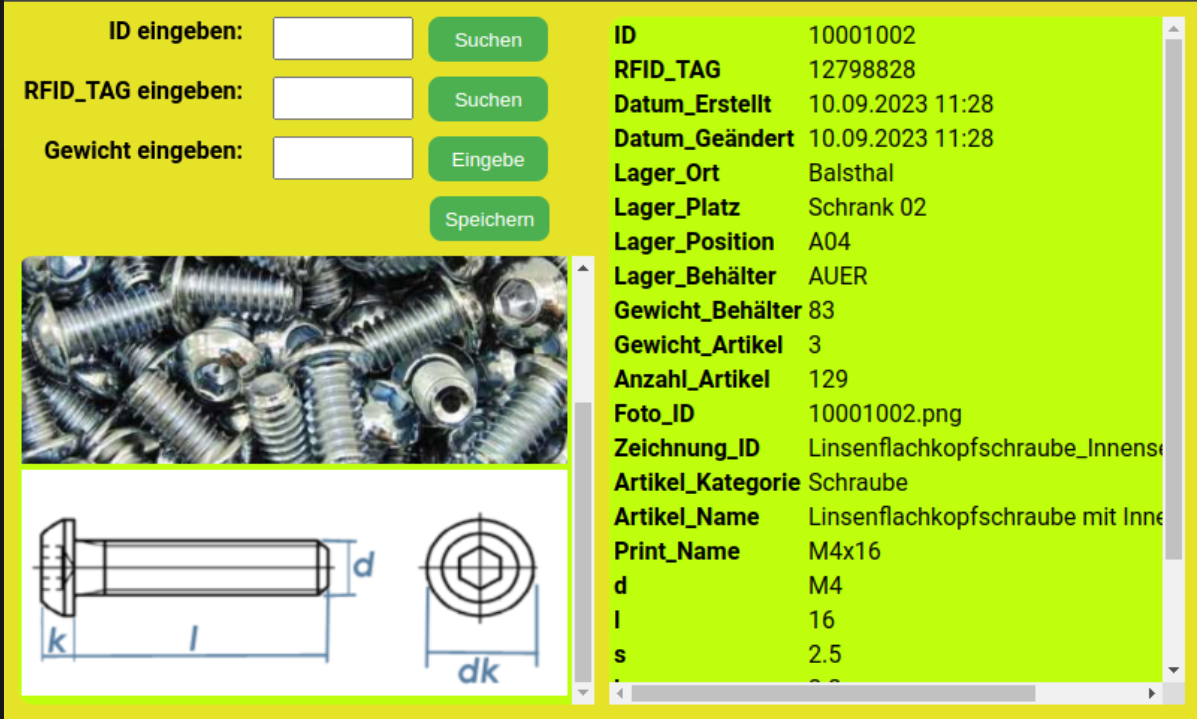 ID eingeben:
Suchen
RFID_TAG eingeben:
Suchen
Gewicht eingeben:
Eingebe
Speichern
k
l
d
dk
ID 10001002
RFID_TAG 12798828
Datum_Erstellt 10.09.2023 11:28
Datum_Geändert 10.09.2023 11:28
Lager_Ort Balsthal
Lager_Platz Schrank 02
Lager_Position A04
Lager_Behälter AUER
Gewicht_Behälter 83
Gewicht_Artikel 3
Anzahl_Artikel 129
Foto_ID 10001002.png
Zeichnung_ID Linsenflachkopfschraube_Innense
Artikel_Kategorie Schraube
Artikel_Name Linsenflachkopfschraube mit Inne
Print_Name M4x16
d M4
l 16
s 2.5